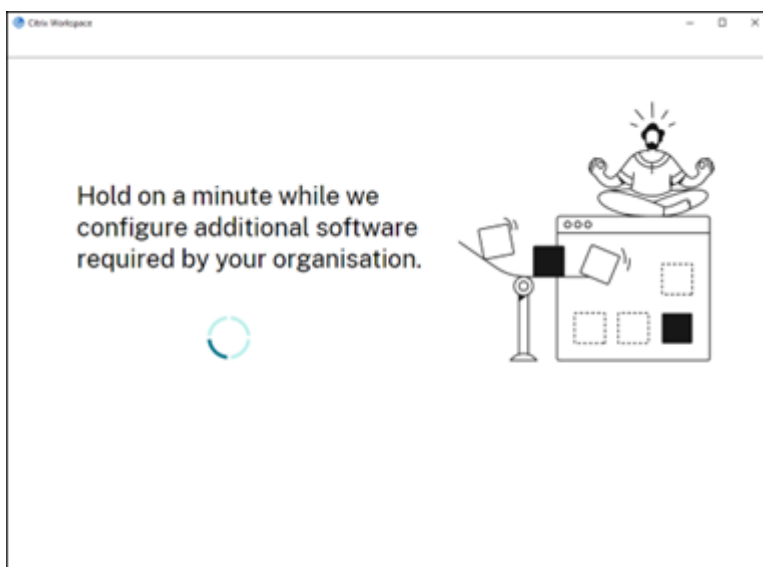 Citrix Workspace
Hold on a minute while we
configure additional software
required by your organisation.